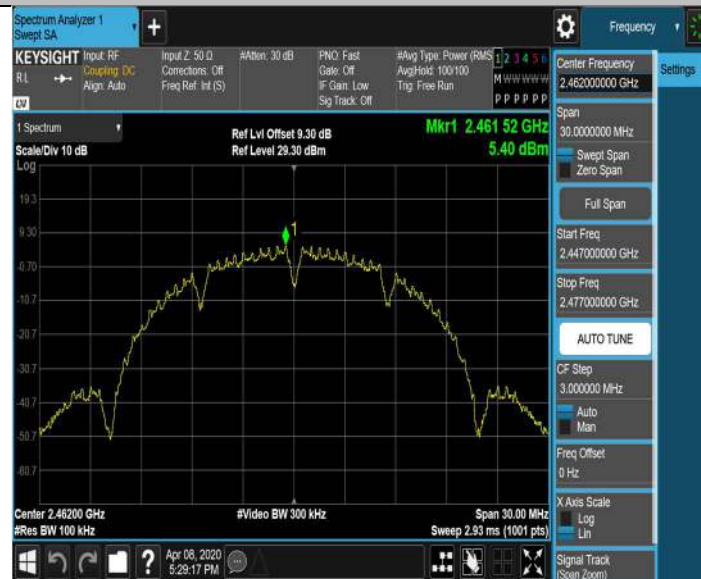 Spectrum Analyzer 1
Swept SA
+
Frequency
KEYSIGHT
RL
Input: RF
Coupling: DC
Align: Auto
Input Z: 50 Ω
Corrections: Off
Freq Ref: Int (S)
#Atten: 30 dB
PNO: Fast
Gate: Off
IF Gain: Low
Sig Track: Off
#Avg Type: Power (RMS)
Avg|Hold: 100/100
Trig: Free Run
1 2 3 4 5 6
M W W W W W
P P P P P P
1 Spectrum
Scale/Div 10 dB
Ref Lvl Offset 9.30 dB
Ref Level 29.30 dBm
Mkr1 2.461 52 GHz
5.40 dBm
Log
19.3
9.30
-0.70
-10.7
-20.7
-30.7
-40.7
-50.7
-60.7
1
Center 2.46200 GHz
#Video BW 300 kHz
Span 30.00 MHz
#Res BW 100 kHz
Sweep 2.93 ms (1001 pts)
?
Apr 08, 2020
5:29:17 PM
Center Frequency
2.462000000 GHz
Settings
Span
30.0000000 MHz
Swept Span
Zero Span
Full Span
Start Freq
2.447000000 GHz
Stop Freq
2.477000000 GHz
AUTO TUNE
CF Step
3.000000 MHz
Auto
Man
Freq Offset
0 Hz
X Axis Scale
Log
Lin
Signal Track
(Span Zoom)